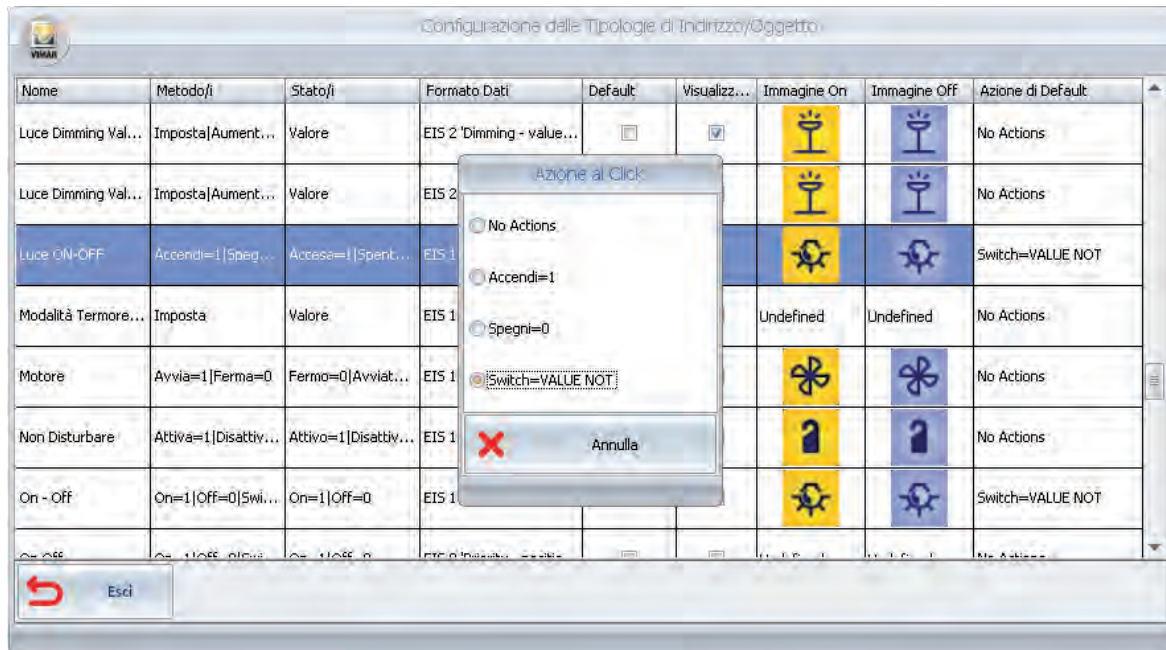 Configurazione delle Tipologie di Indirizzo/Oggetto
VIMAR
Nome Metodo/i Stato/i Formato Dati Default Visualizz... Immagine On Immagine Off Azione di Default
Luce Dimming Val... Imposta|Aument... Valore EIS 2 'Dimming - value... No Actions
Luce Dimming Val... Imposta|Aument... Valore EIS 2 No Actions
Luce ON-OFF Accendi=1|Speg... Accesa=1|Spent... EIS 1 Switch=VALUE NOT
Modalità Termore... Imposta Valore EIS 1 Undefined Undefined No Actions
Motore Avvia=1|Ferma=0 Fermo=0|Avviat... EIS 1 No Actions
Non Disturbare Attiva=1|Disattiv... Attivo=1|Disattiv... EIS 1 No Actions
On - Off On=1|Off=0|Swi... On=1|Off=0 EIS 1 Switch=VALUE NOT
Azione al Click
No Actions
Accendi=1
Spegni=0
Switch=VALUE NOT
Annulla
Esci